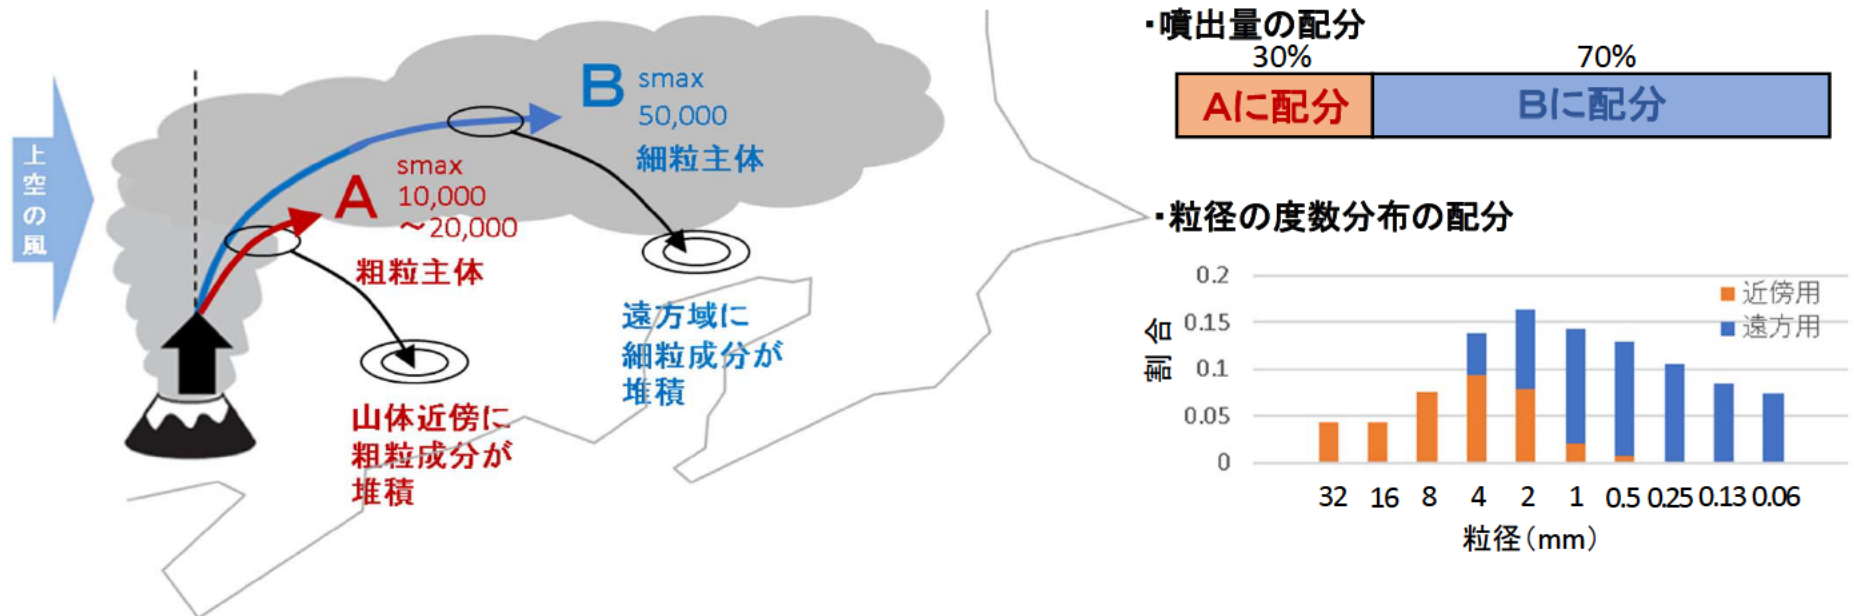 上空の風
B
smax
50,000
細粒主体
A
smax
10,000
～20,000
粗粒主体
遠方域に
細粒成分が
堆積
山体近傍に
粗粒成分が
堆積
・噴出量の配分
30% 70%
Aに配分 Bに配分
・粒径の度数分布の配分
0.2
0.15
0.1
0.05
0
割合
近傍用
遠方用
32 16 8 4 2 1 0.5 0.25 0.13 0.06
粒径（mm）